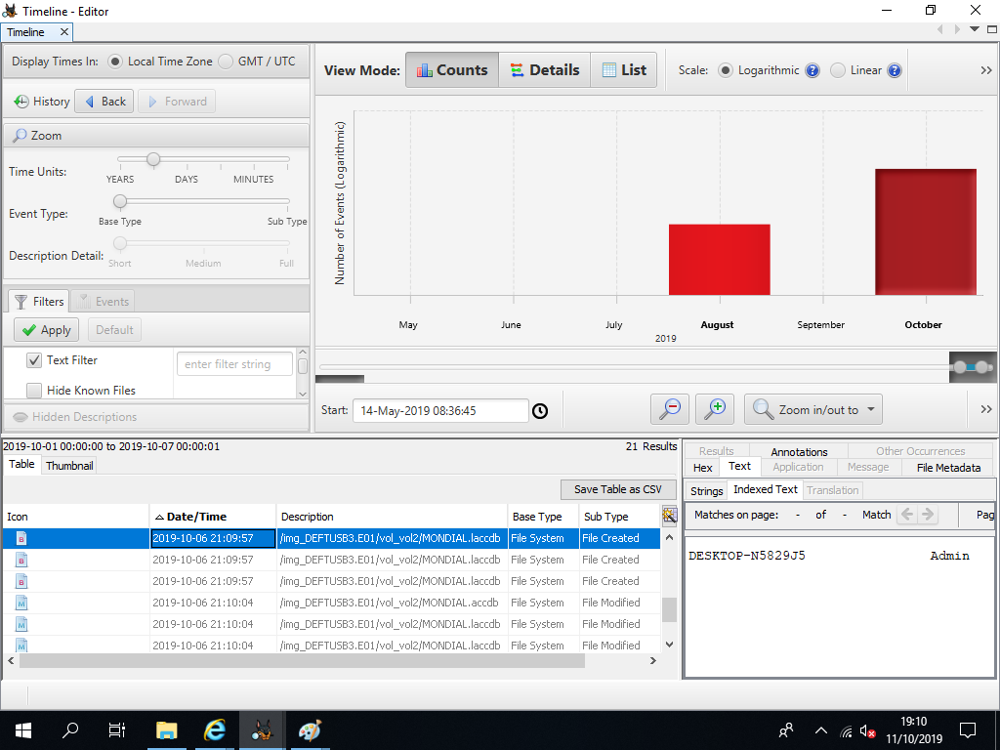 Timeline - Editor
Timeline
Display Times In: Local Time Zone GMT / UTC
View Mode: Counts Details List Scale: Logarithmic Linear
History Back Forward
Zoom
Time Units:
YEARS DAYS MINUTES
Event Type:
Base Type Sub Type
Description Detail:
Short Medium Full
Number of Events (Logarithmic)
May June July August September October
2019
Filters Events
Apply Default
Text Filter enter filter string
Hide Known Files
Hidden Descriptions
Start: 14-May-2019 08:36:45 Zoom in/out to
2019-10-01 00:00:00 to 2019-10-07 00:00:01 21 Results
Table Thumbnail
Save Table as CSV
Icon Date/Time Description Base Type Sub Type
2019-10-06 21:09:57 /img_DEFTUSB3.E01/vol_vol2/MONDIAL.laccdb File System File Created
2019-10-06 21:09:57 /img_DEFTUSB3.E01/vol_vol2/MONDIAL.laccdb File System File Created
2019-10-06 21:09:57 /img_DEFTUSB3.E01/vol_vol2/MONDIAL.laccdb File System File Created
2019-10-06 21:10:04 /img_DEFTUSB3.E01/vol_vol2/MONDIAL.accdb File System File Modified
2019-10-06 21:10:04 /img_DEFTUSB3.E01/vol_vol2/MONDIAL.laccdb File System File Modified
2019-10-06 21:10:04 /img_DEFTUSB3.E01/vol_vol2/MONDIAL.laccdb File System File Modified
Results Annotations Other Occurrences
Hex Text Application Message File Metadata
Strings Indexed Text Translation
Matches on page: - of - Match Pag
DESKTOP-N5829J5 Admin
19:10
11/10/2019